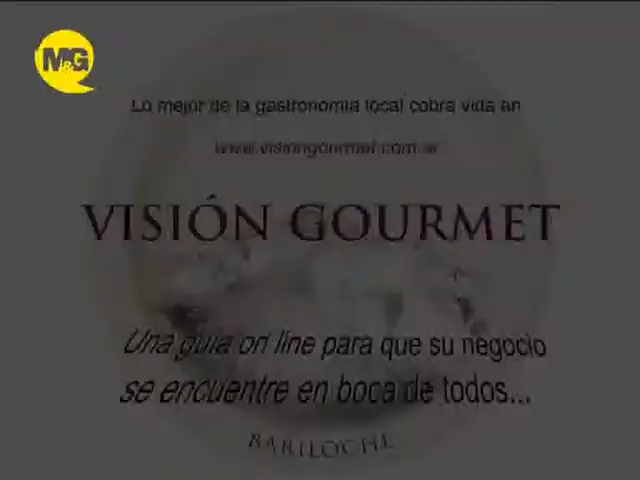 M&G
Lo mejor de la gastronomía local cobra vida en
www.visiongourmet.com.ar
VISIÓN GOURMET
Una guia on line para que su negocio
se encuentre en boca de todos...
BARILOCHE